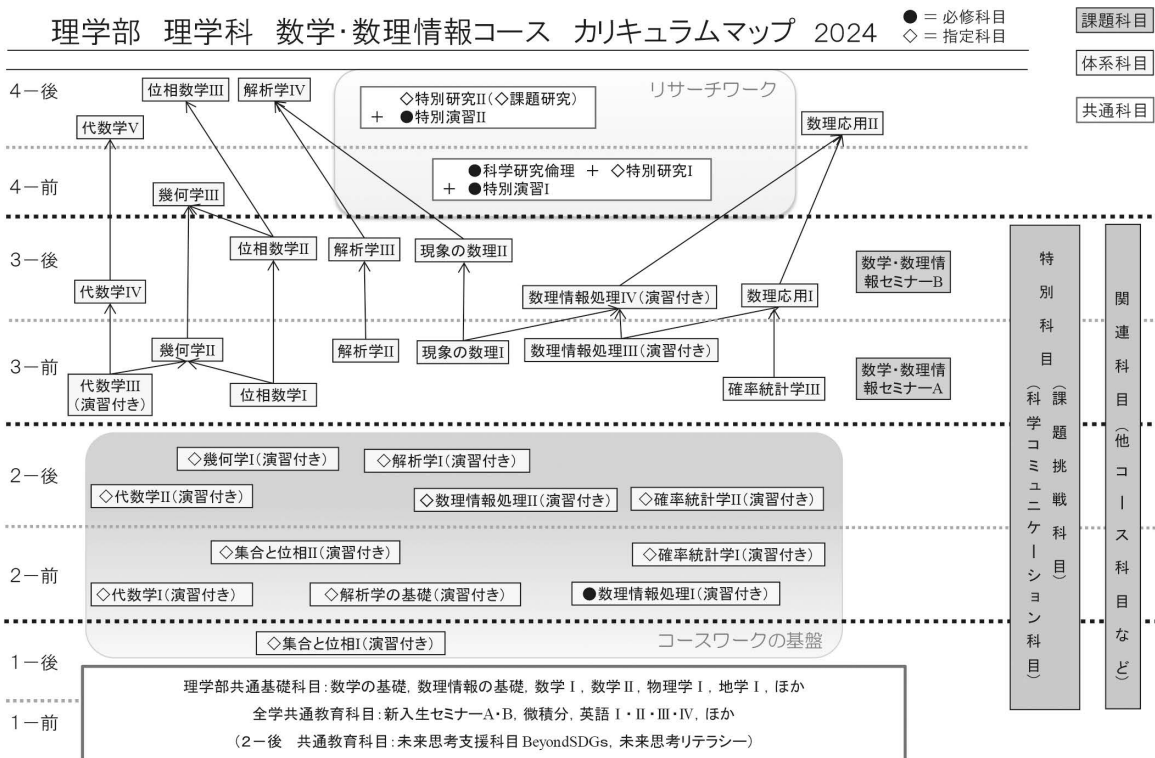 理学部 理学科 数学・数理情報コース カリキュラムマップ 2024
● = 必修科目
◇ = 指定科目
課題科目
体系科目
共通科目
4－後
位相数学III
解析学IV
リサーチワーク
◇特別研究II(◇課題研究)
+ ●特別演習II
代数学V
数理応用II
4－前
●科学研究倫理 + ◇特別研究I
+ ●特別演習I
幾何学III
3－後
位相数学II
解析学III
現象の数理II
数学・数理情
報セミナーB
代数学IV
数理情報処理IV(演習付き)
数理応用I
3－前
幾何学II
解析学II
現象の数理I
数理情報処理III(演習付き)
代数学III
(演習付き)
位相数学I
確率統計学III
数学・数理情
報セミナーA
特別科目(課題挑戦科目)
(科学コミュニケーション科目)
関連科目(他コース科目など)
2－後
◇幾何学I(演習付き)
◇解析学I(演習付き)
◇代数学II(演習付き)
◇数理情報処理II(演習付き)
◇確率統計学II(演習付き)
2－前
◇集合と位相II(演習付き)
◇確率統計学I(演習付き)
◇代数学I(演習付き)
◇解析学の基礎(演習付き)
●数理情報処理I(演習付き)
1－後
◇集合と位相I(演習付き)
コースワークの基盤
1－前
理学部共通基礎科目:数学の基礎, 数理情報の基礎, 数学 I , 数学 II , 物理学 I , 地学 I , ほか
全学共通教育科目:新入生セミナーA・B, 微積分, 英語 I・II・III・IV, ほか
(2－後 共通教育科目:未来思考支援科目BeyondSDGs, 未来思考リテラシー)